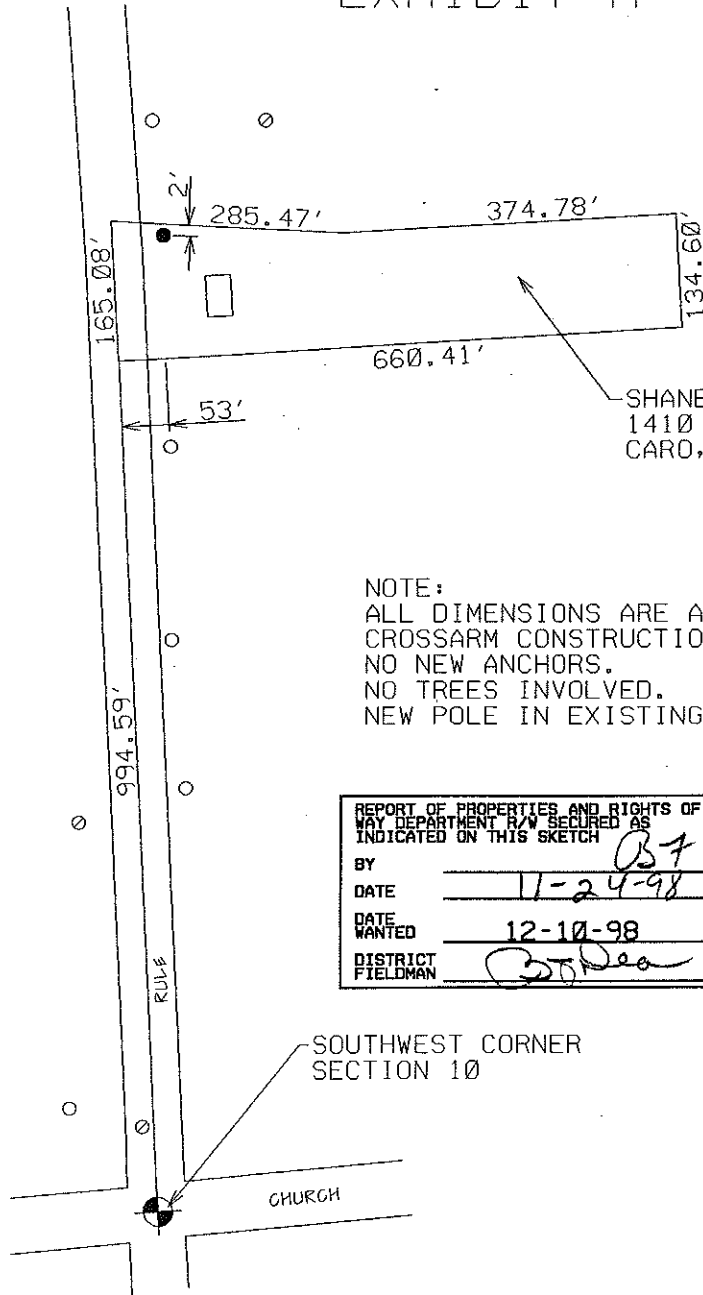 2'
285.47'
374.78'
165.08'
134.60'
660.41'
53'
SHANE
1410
CARO,
NOTE:
ALL DIMENSIONS ARE A
CROSSARM CONSTRUCTIO
NO NEW ANCHORS.
NO TREES INVOLVED.
NEW POLE IN EXISTING
994.59'
REPORT OF PROPERTIES AND RIGHTS OF
WAY DEPARTMENT R/W SECURED AS
INDICATED ON THIS SKETCH
BY
DATE 11-24-98
DATE WANTED 12-10-98
DISTRICT FIELDMAN
RULE
SOUTHWEST CORNER
SECTION 10
CHURCH